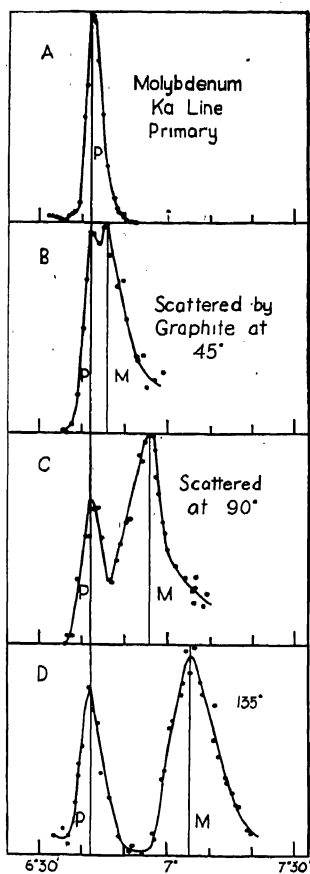 A
Molybdenum
Ka Line
Primary
P
B
Scattered by
Graphite at
45°
P
M
C
Scattered
at 90°
P
M
D
135°
P
M
6°30'
7°
7°30'